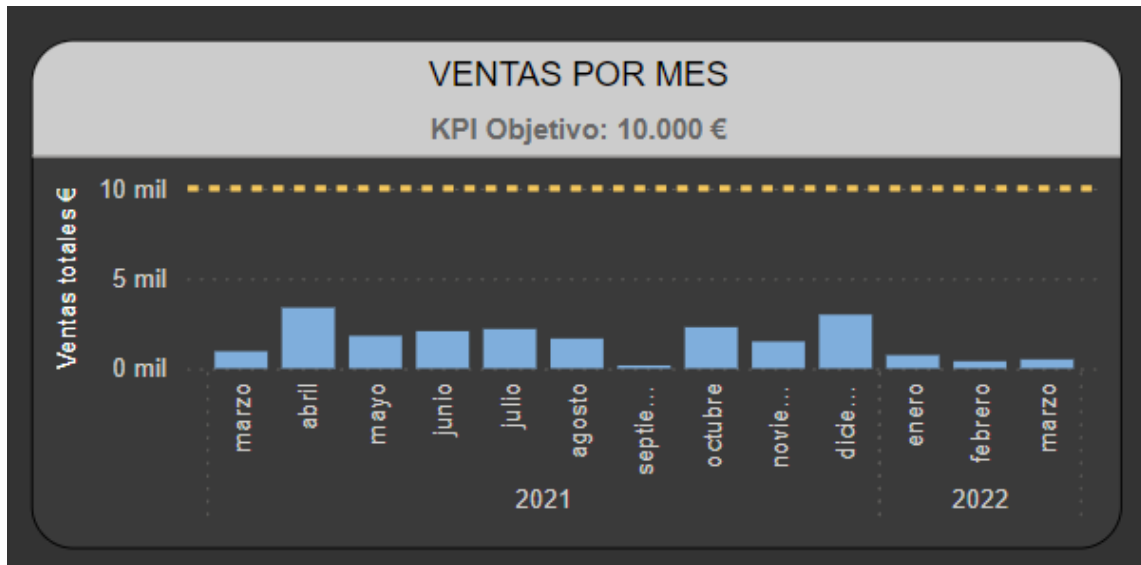 VENTAS POR MES
KPI Objetivo: 10.000 €
Ventas totales €
10 mil
5 mil
0 mil
marzo
abril
mayo
junio
julio
agosto
septie...
octubre
novie...
dicie...
enero
febrero
marzo
2021
2022